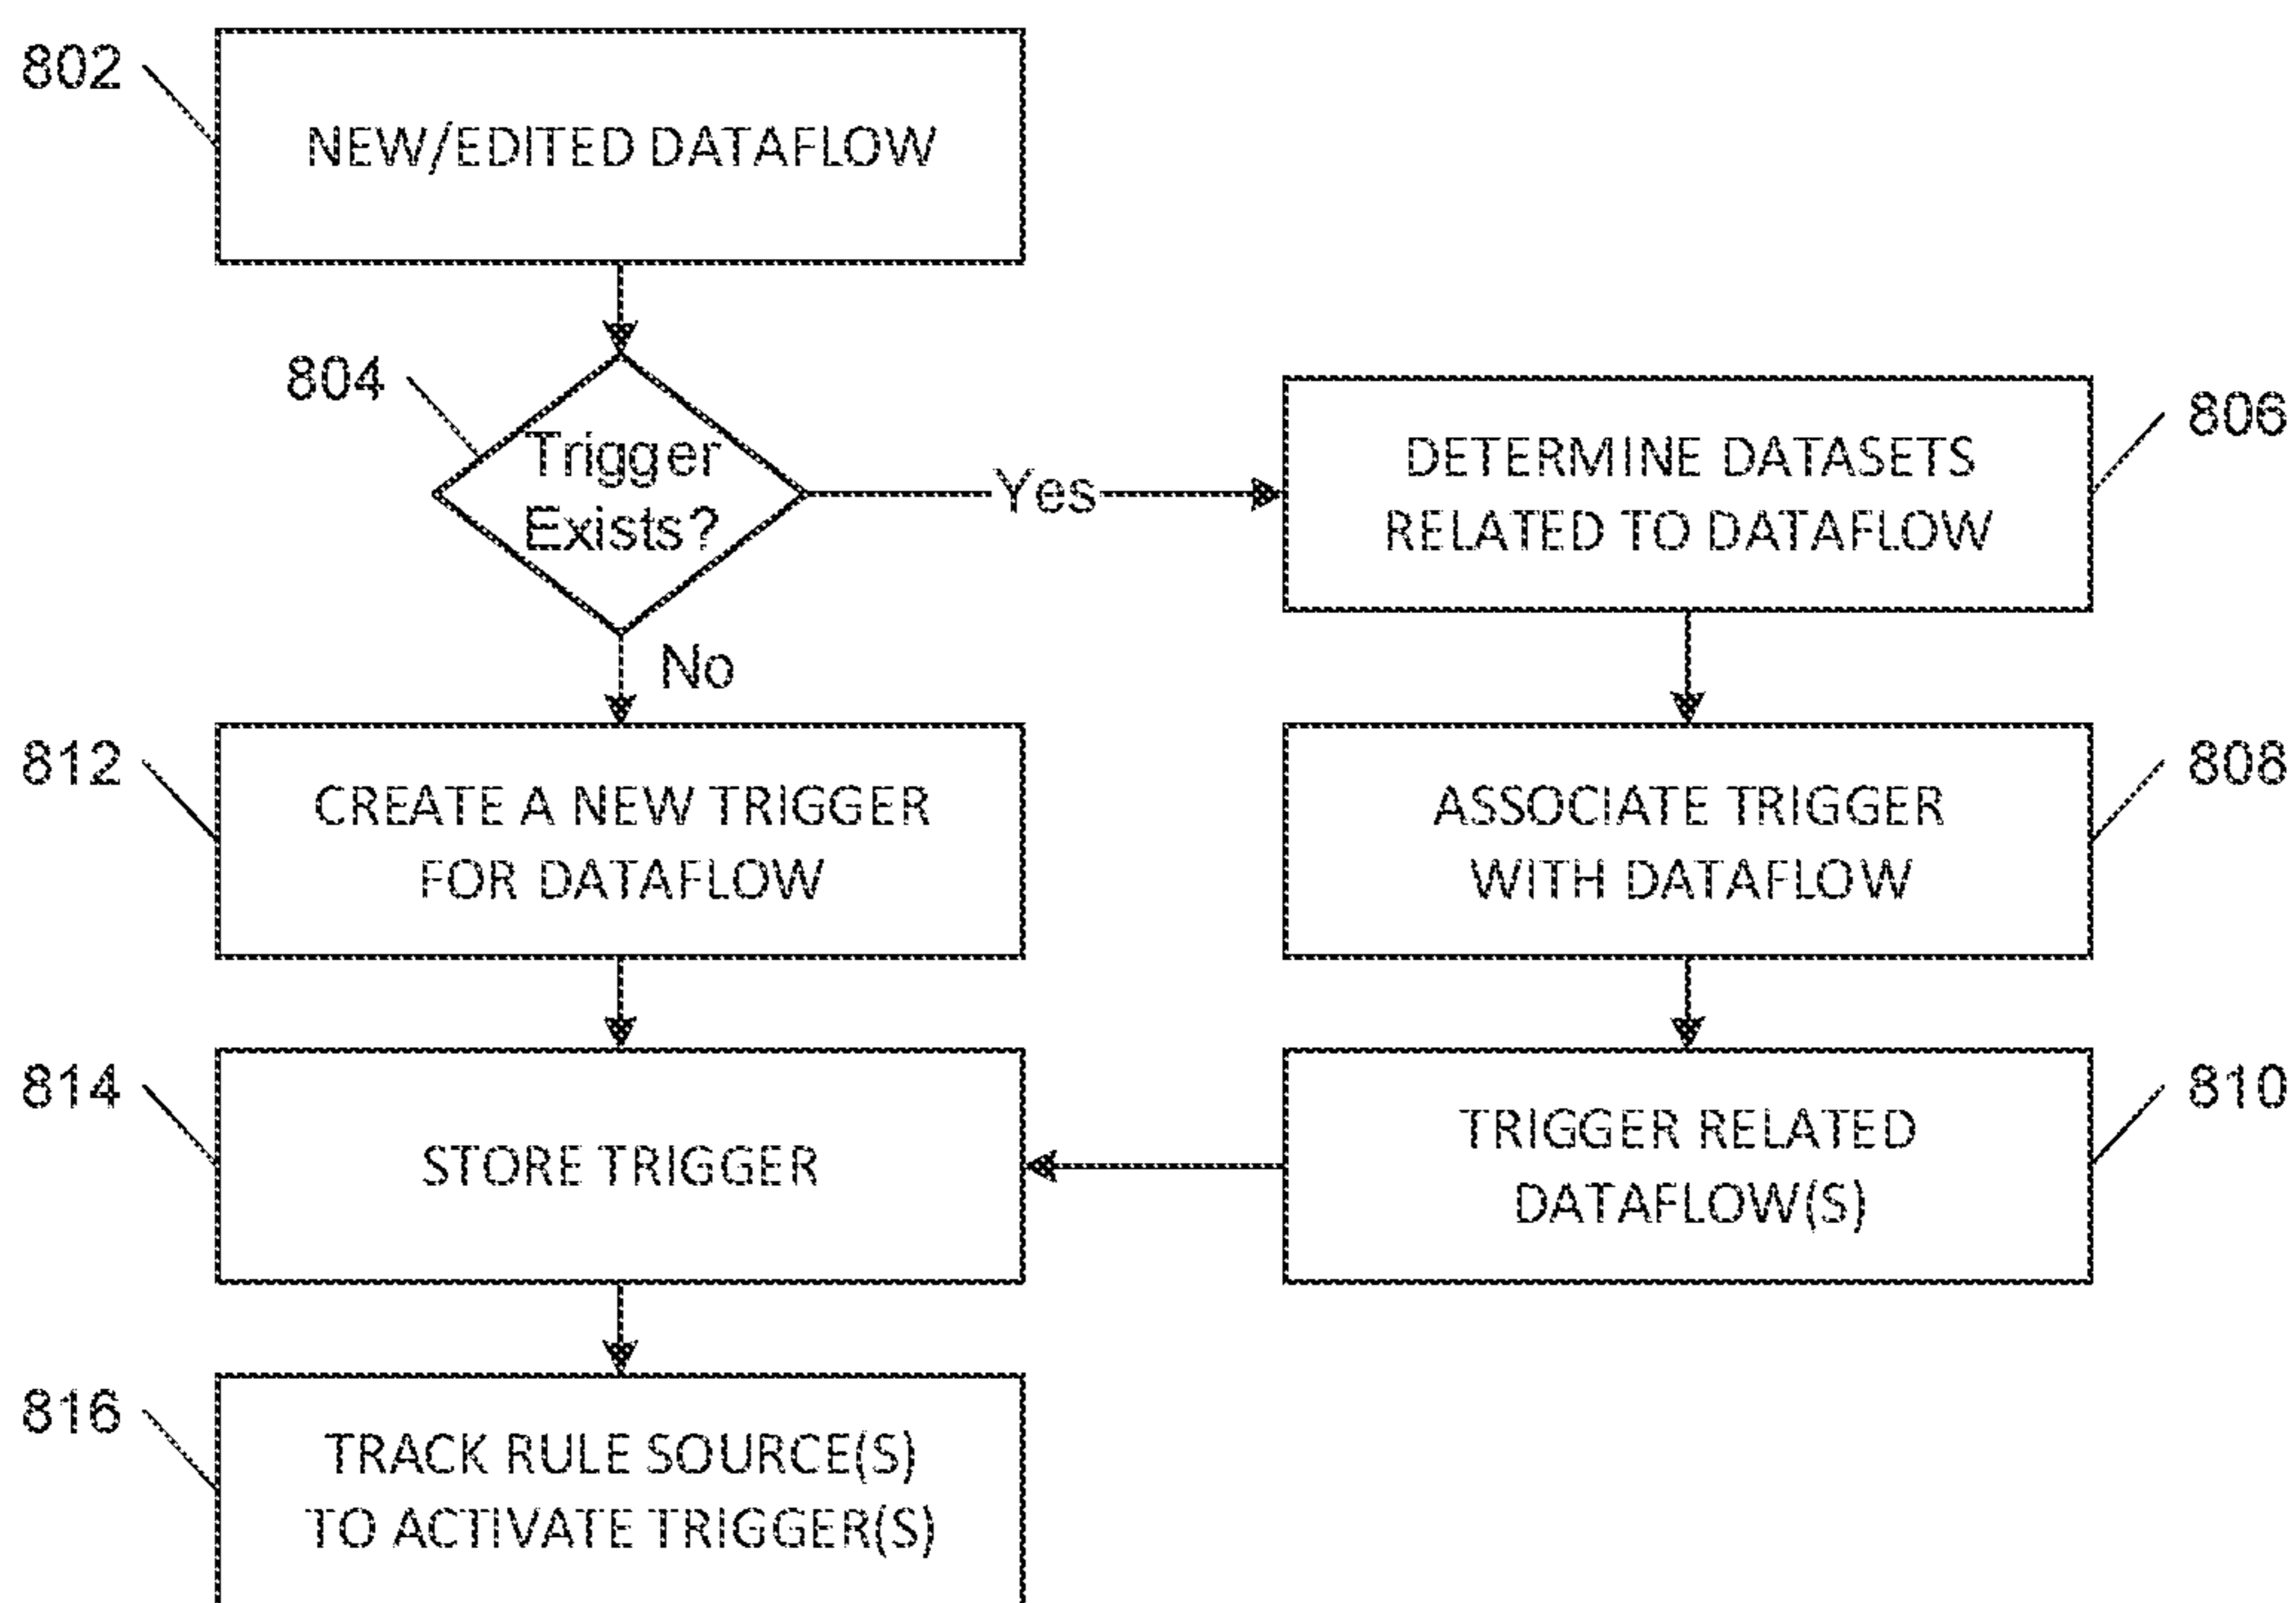 802
NEW/EDITED DATAFLOW
804
Trigger
Exists?
Yes
806
DETERMINE DATASETS
RELATED TO DATAFLOW
No
812
CREATE A NEW TRIGGER
FOR DATAFLOW
808
ASSOCIATE TRIGGER
WITH DATAFLOW
814
STORE TRIGGER
810
TRIGGER RELATED
DATAFLOW(S)
816
TRACK RULE SOURCE(S)
TO ACTIVATE TRIGGER(S)